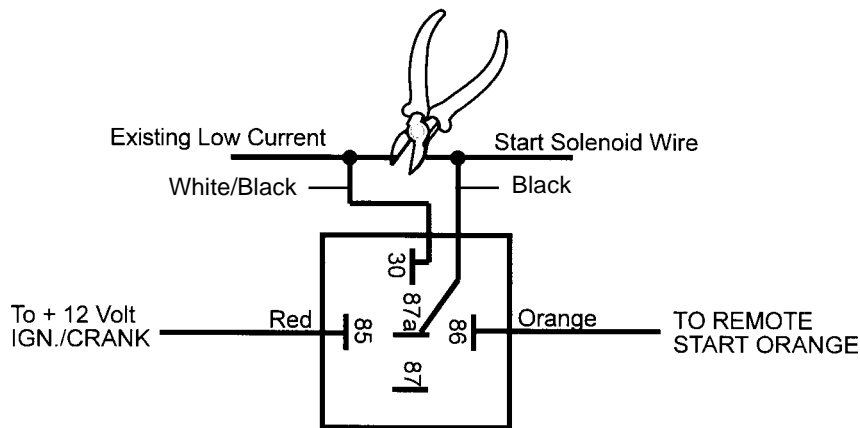 Existing Low Current
Start Solenoid Wire
White/Black
Black
30
87a
To + 12 Volt
IGN./CRANK
Red
85
86
Orange
TO REMOTE
START ORANGE
87